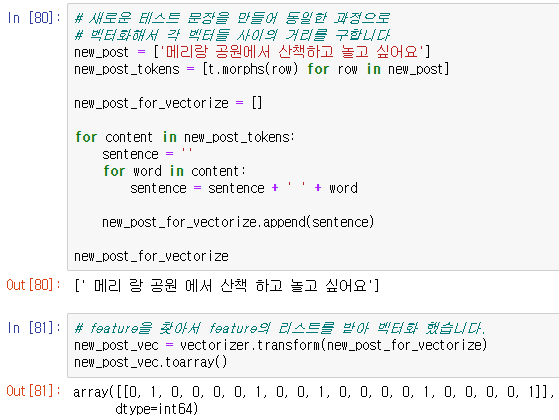 In [80]: # 새로운 테스트 문장을 만들어 동일한 과정으로
# 벡터화해서 각 벡터들 사이의 거리를 구합니다
new_post = ['메리랑 공원에서 산책하고 놀고 싶어요']
new_post_tokens = [t.morphs(row) for row in new_post]
new_post_for_vectorize = []
for content in new_post_tokens:
sentence = ''
for word in content:
sentence = sentence + ' ' + word
new_post_for_vectorize.append(sentence)
new_post_for_vectorize
Out[80]: [' 메리 랑 공원 에서 산책 하고 놀고 싶어요']
In [81]: # feature을 찾아서 feature의 리스트를 받아 벡터화 했습니다.
new_post_vec = vectorizer.transform(new_post_for_vectorize)
new_post_vec.toarray()
Out[81]: array([[0, 1, 0, 0, 0, 0, 1, 0, 0, 1, 0, 0, 0, 0, 1, 0, 0, 0, 0, 1]],
dtype=int64)